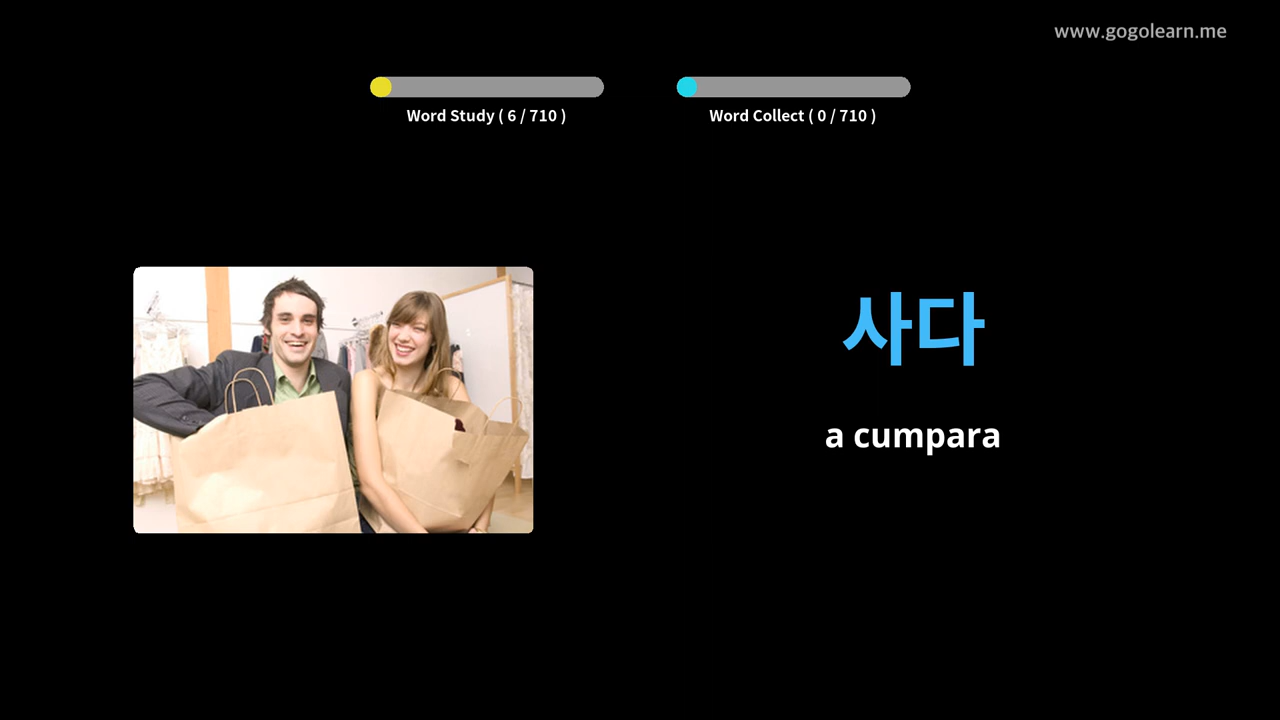 www.gogolearn.me
Word Study ( 6 / 710 )
Word Collect ( 0 / 710 )
사다
a cumpara